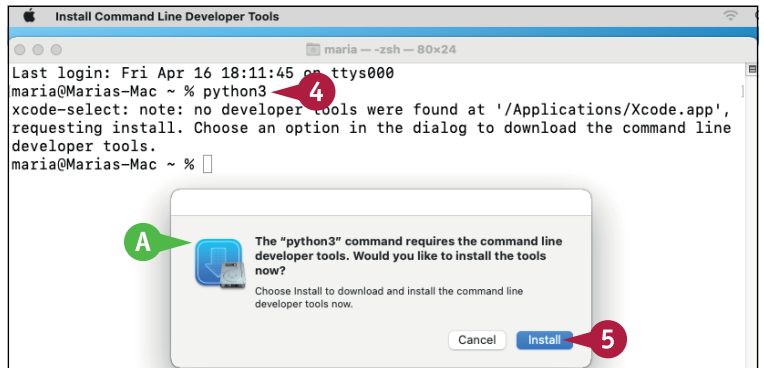 Install Command Line Developer Tools
maria — -zsh — 80×24
Last login: Fri Apr 16 18:11:45 on ttys000
maria@Marias-Mac ~ % python3
4
xcode-select: note: no developer tools were found at '/Applications/Xcode.app',
requesting install. Choose an option in the dialog to download the command line
developer tools.
maria@Marias-Mac ~ %
A
The “python3” command requires the command line
developer tools. Would you like to install the tools
now?
Choose Install to download and install the command line
developer tools now.
Cancel
Install
5